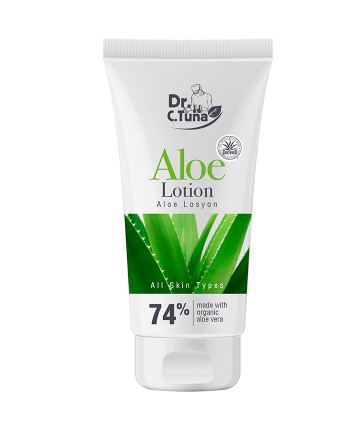 Dr.
C.Tuna
Aloe
Lotion
Aloe Losyon
All Skin Types
74%
made with
organic
aloe vera